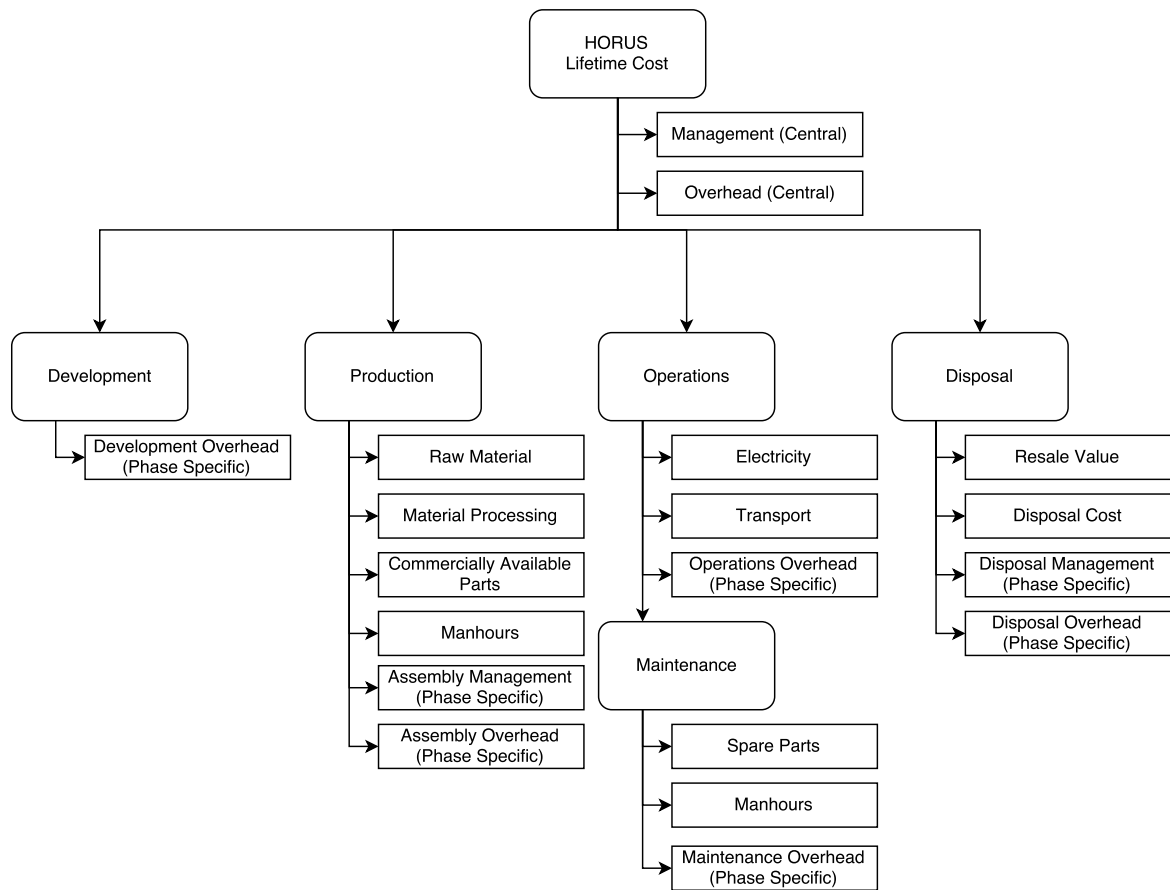 HORUS
Lifetime Cost
Management (Central)
Overhead (Central)
Development
Development Overhead
(Phase Specific)
Production
Raw Material
Material Processing
Commercially Available
Parts
Manhours
Assembly Management
(Phase Specific)
Assembly Overhead
(Phase Specific)
Operations
Electricity
Transport
Operations Overhead
(Phase Specific)
Maintenance
Spare Parts
Manhours
Maintenance Overhead
(Phase Specific)
Disposal
Resale Value
Disposal Cost
Disposal Management
(Phase Specific)
Disposal Overhead
(Phase Specific)